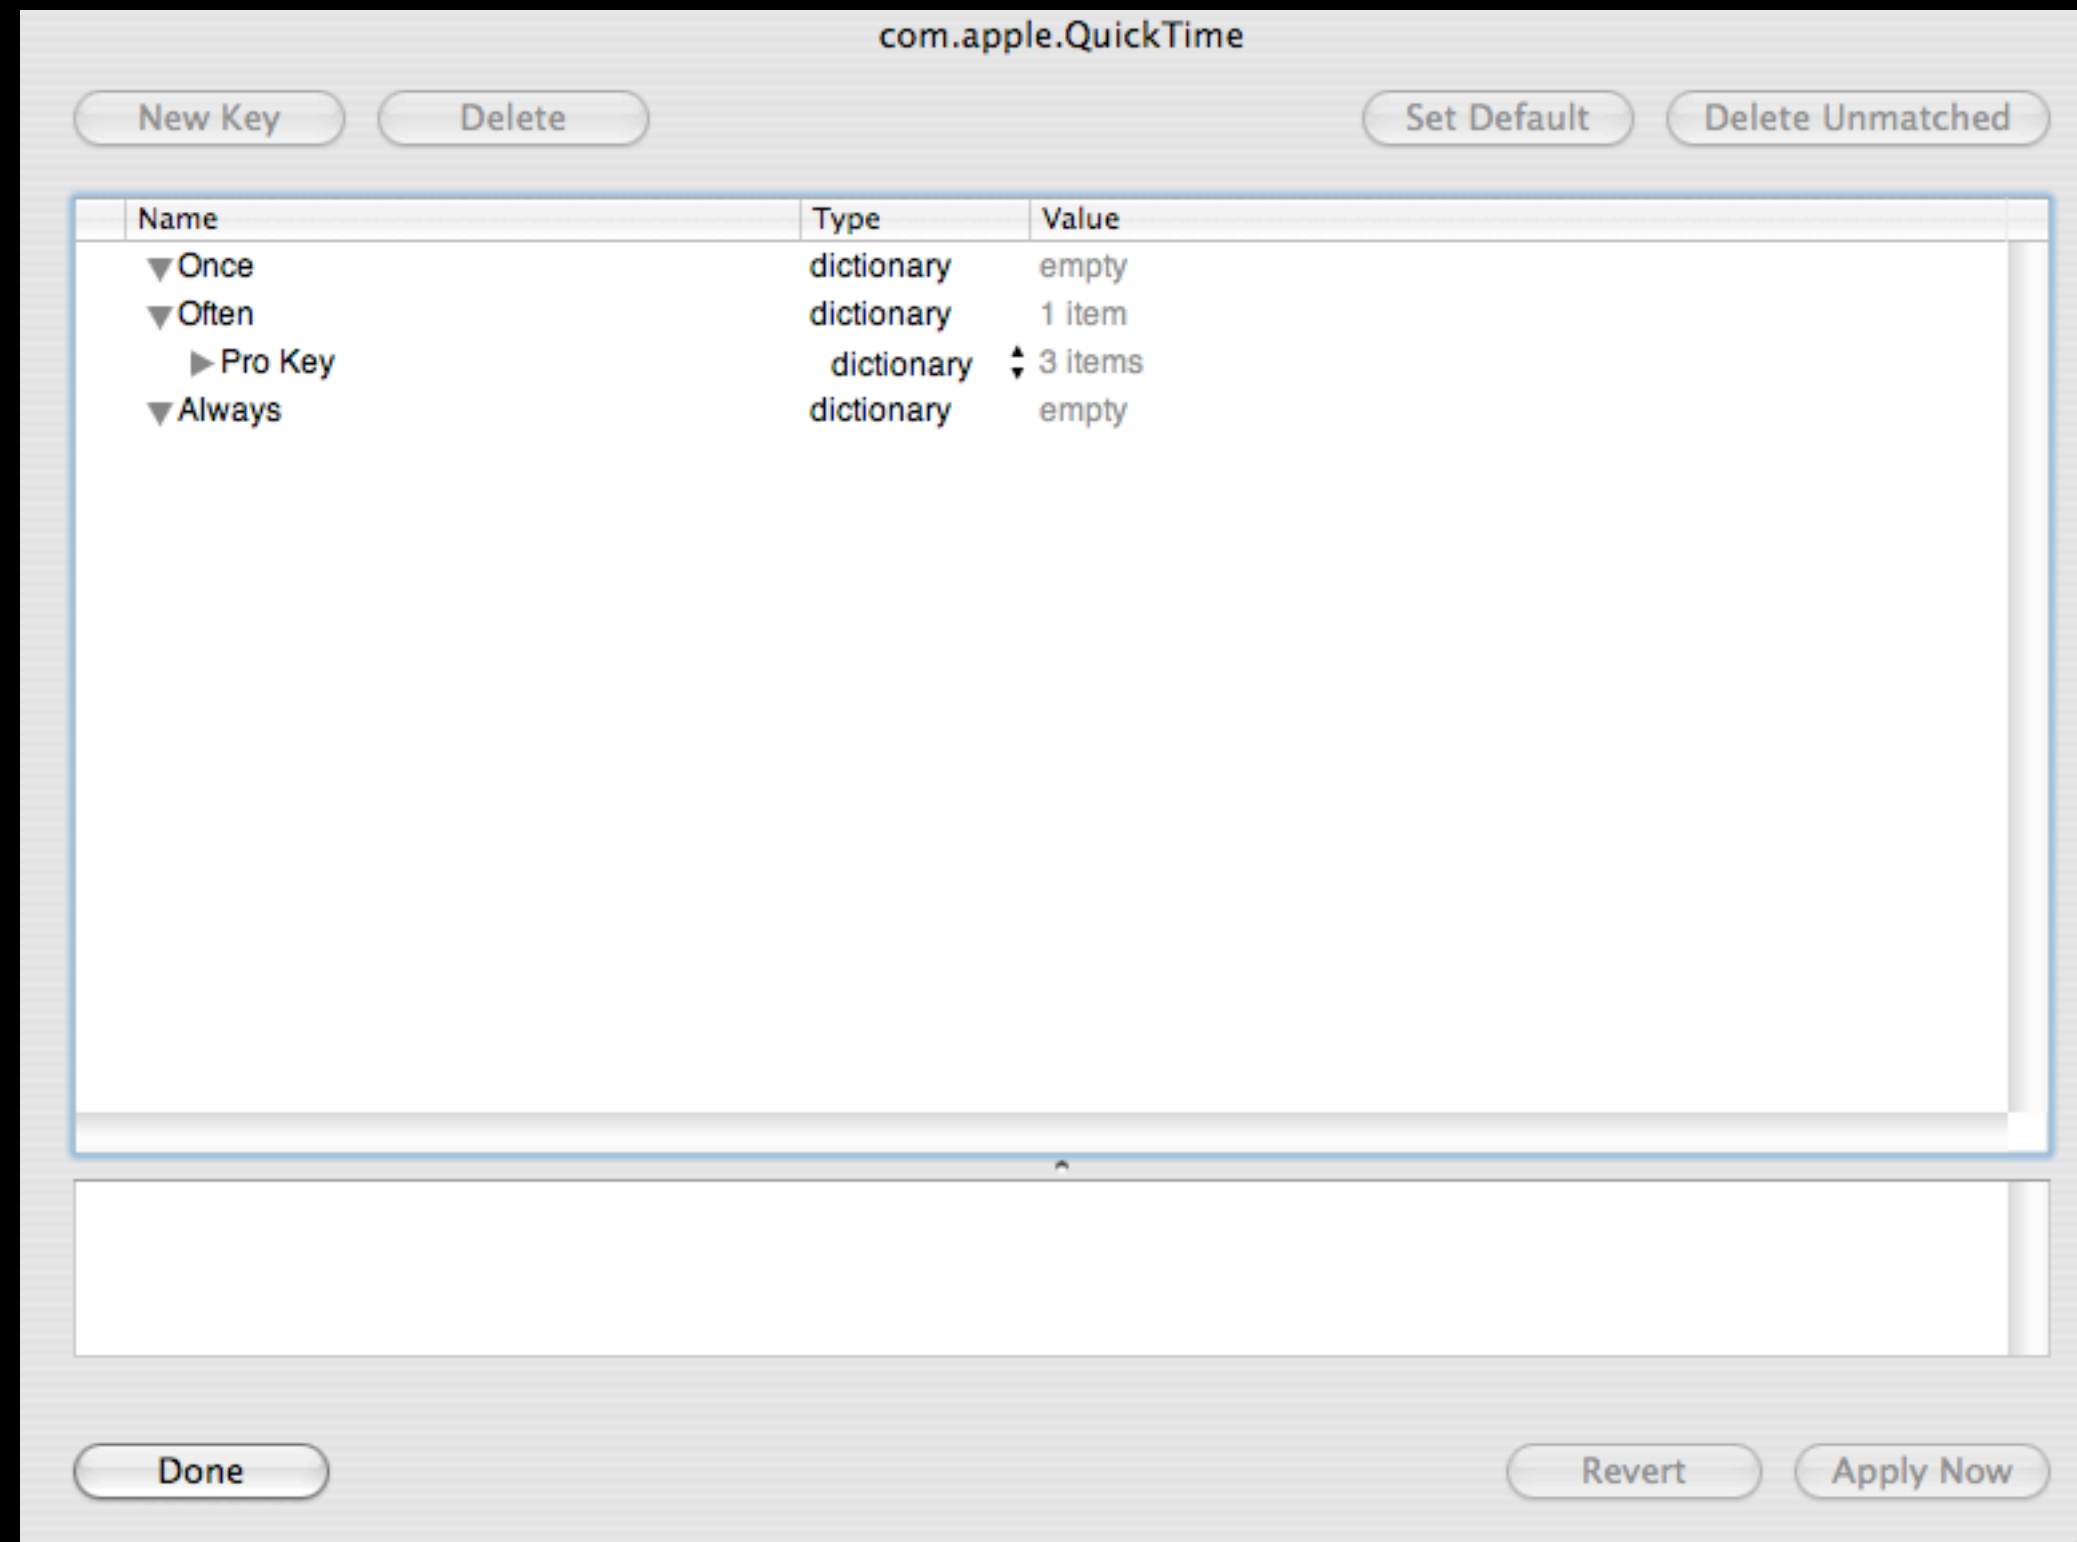 com.apple.QuickTime
New Key Delete Set Default Delete Unmatched
Name Type Value
Once dictionary empty
Often dictionary 1 item
Pro Key dictionary 3 items
Always dictionary empty
Done Revert Apply Now